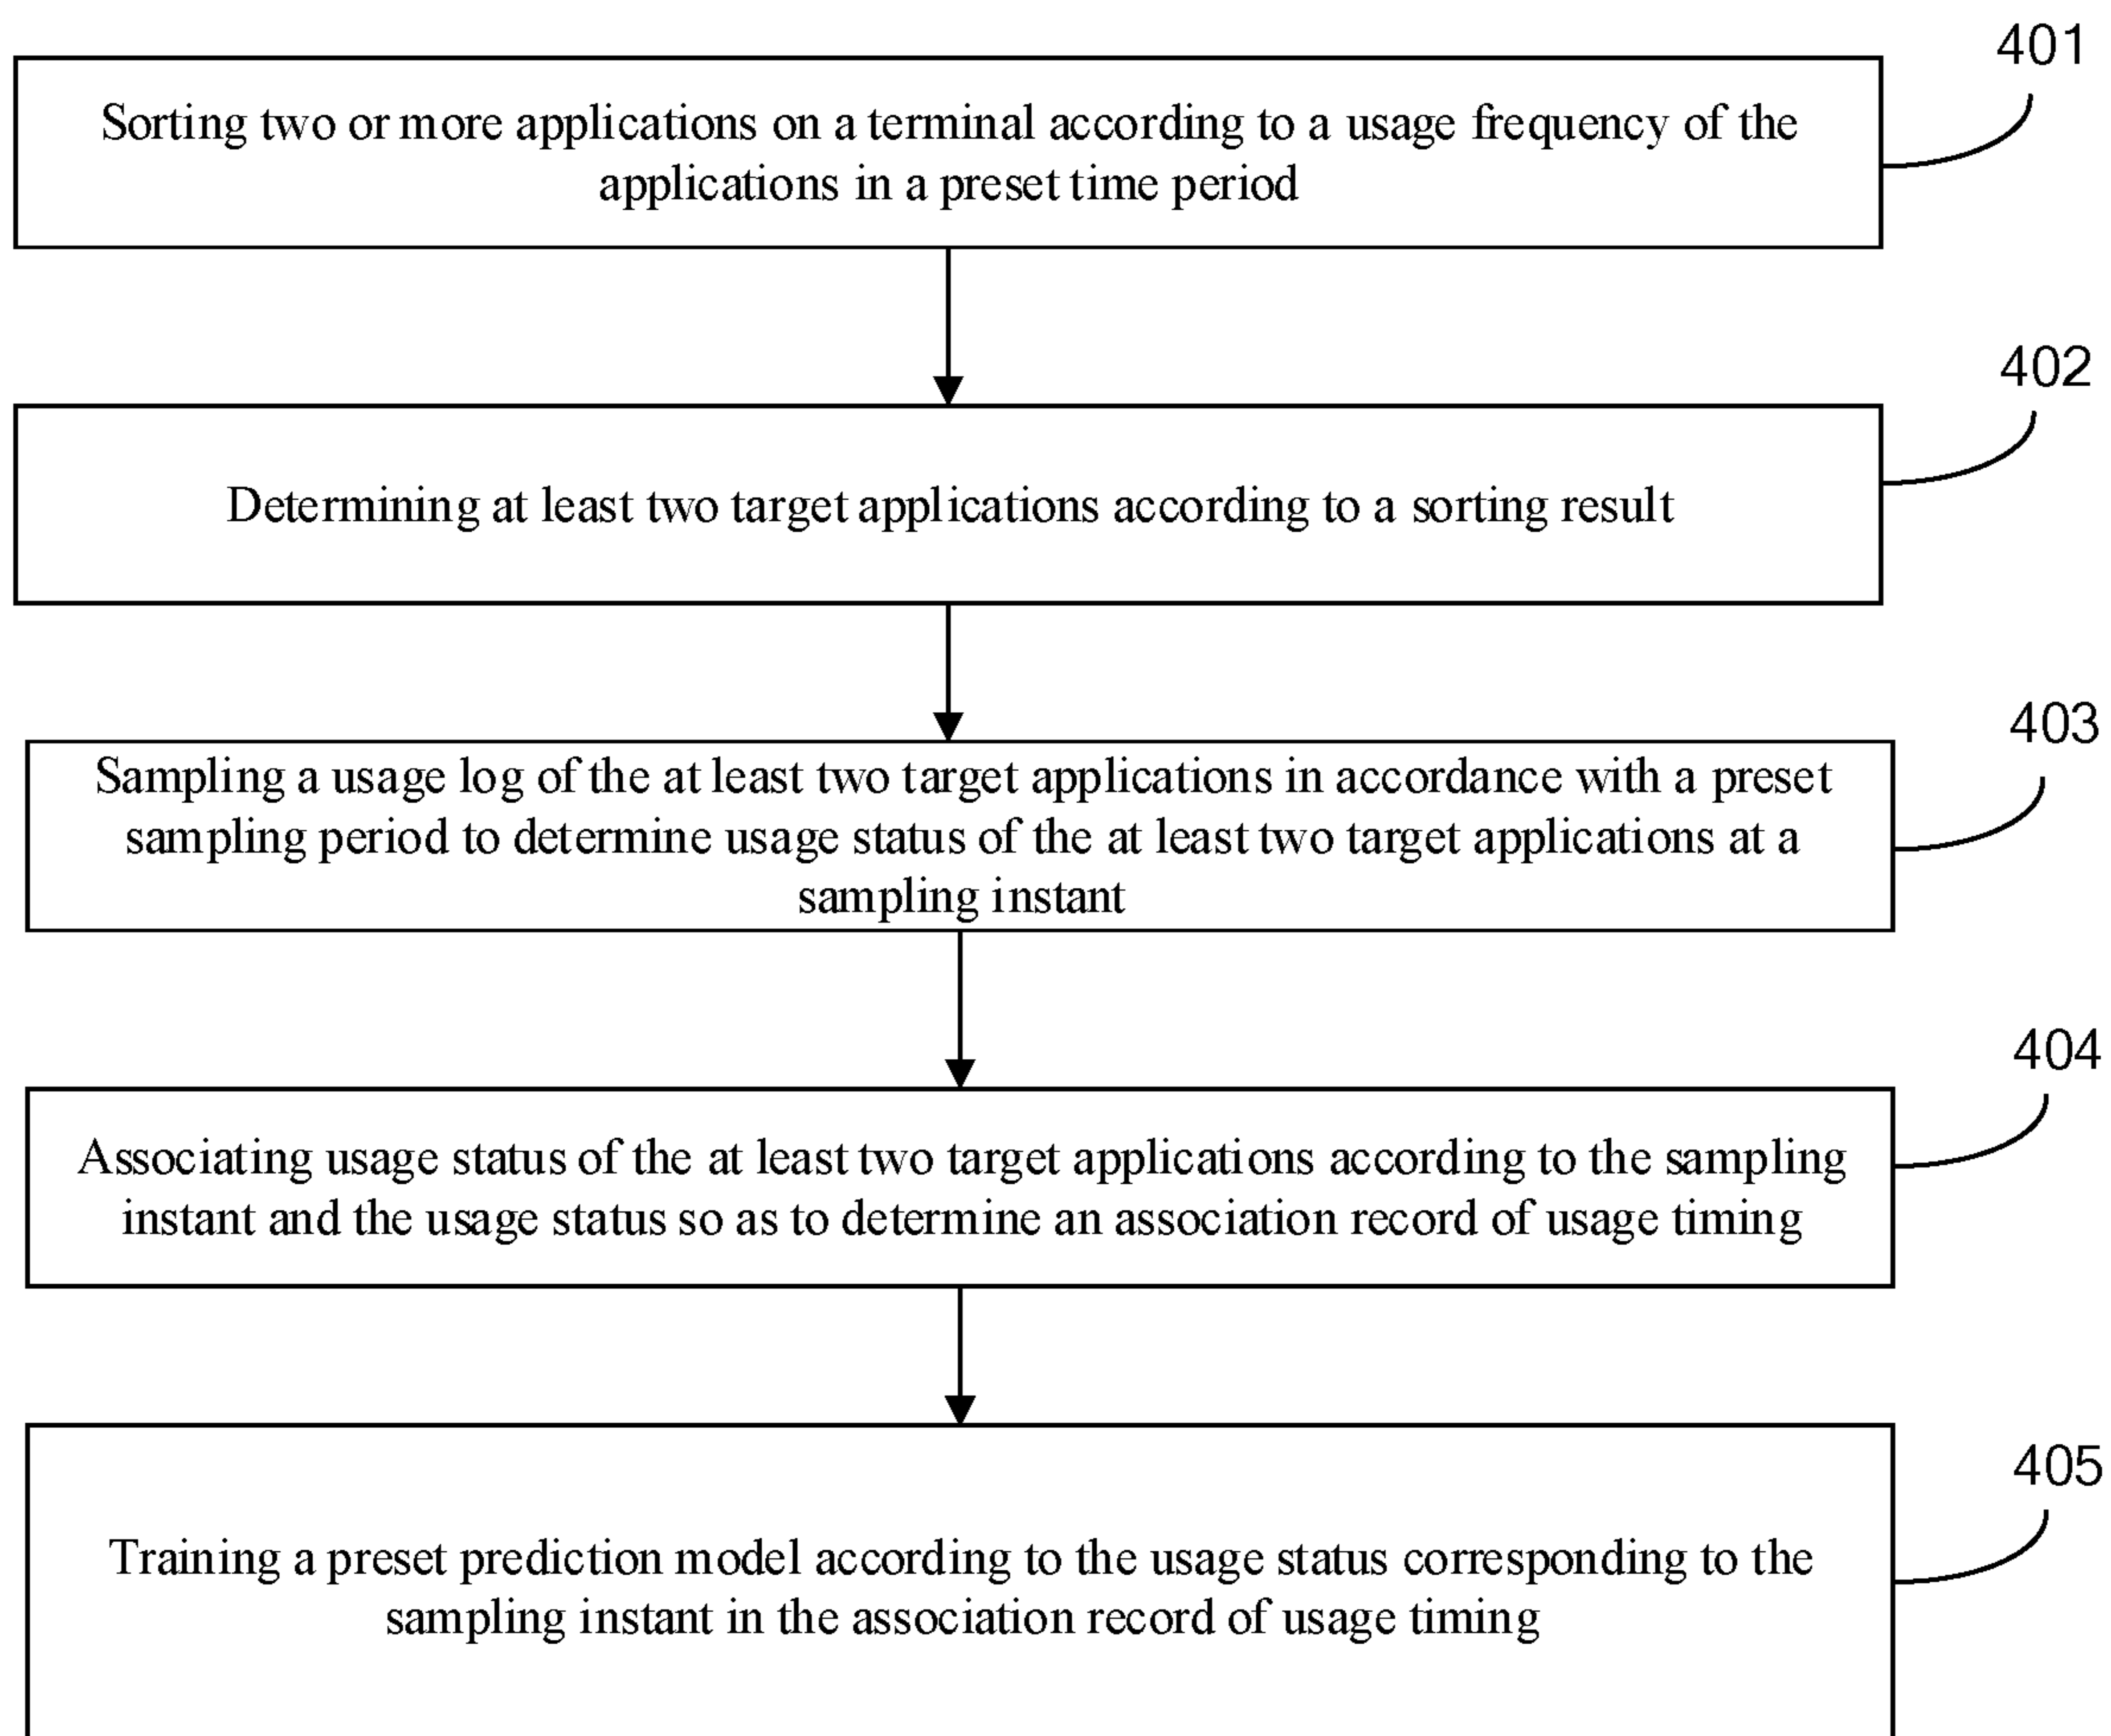 401
Sorting two or more applications on a terminal according to a usage frequency of the
applications in a preset time period
402
Determining at least two target applications according to a sorting result
403
Sampling a usage log of the at least two target applications in accordance with a preset
sampling period to determine usage status of the at least two target applications at a
sampling instant
404
Associating usage status of the at least two target applications according to the sampling
instant and the usage status so as to determine an association record of usage timing
405
Training a preset prediction model according to the usage status corresponding to the
sampling instant in the association record of usage timing